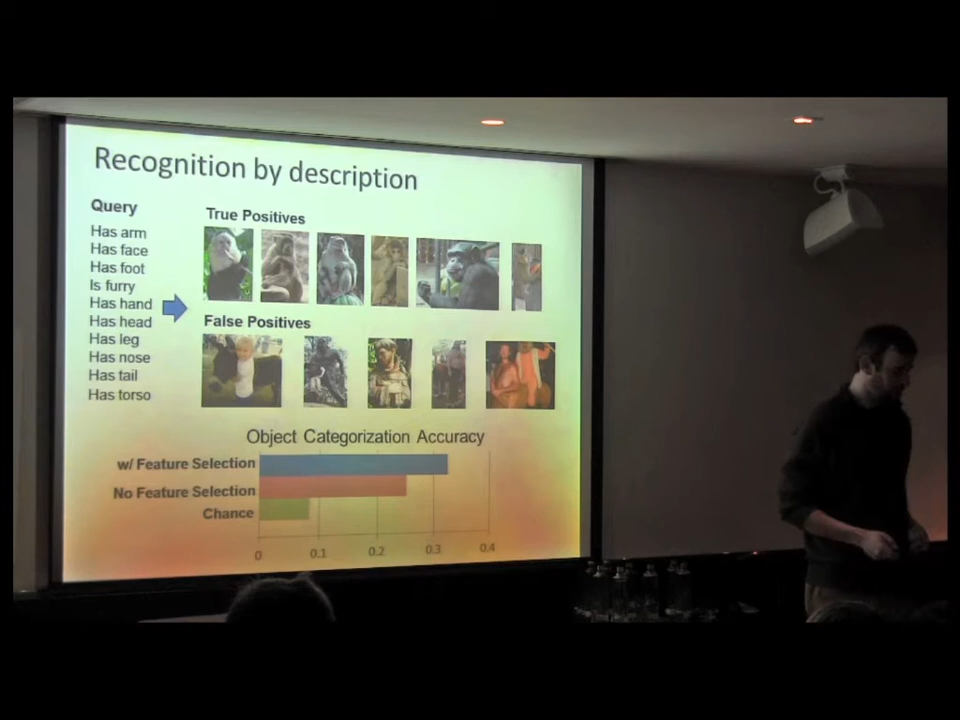 Recognition by description
Query
Has arm
Has face
Has foot
Is furry
Has hand
Has head
Has leg
Has nose
Has tail
Has torso
True Positives
False Positives
Object Categorization Accuracy
w/ Feature Selection
No Feature Selection
Chance
0 0.1 0.2 0.3 0.4